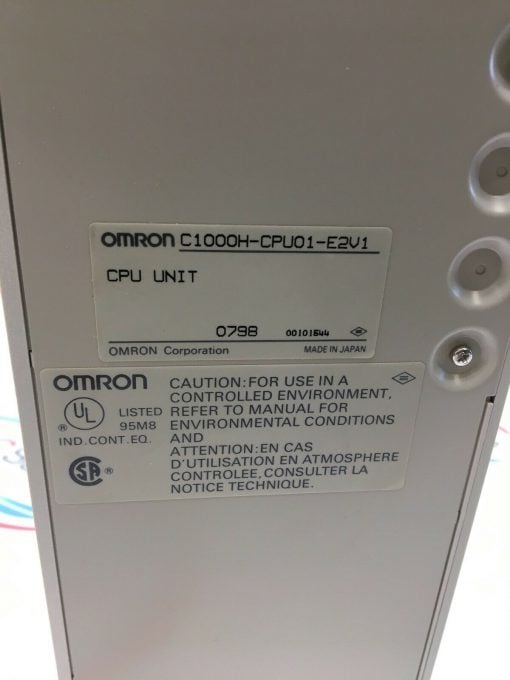 OMRON C1000H-CPU01-E2V1
CPU UNIT
0798 00101544
OMRON Corporation MADE IN JAPAN
OMRON
UL ® LISTED 95M8
IND.CONT.EQ.
SA ®
CAUTION:FOR USE IN A
CONTROLLED ENVIRONMENT,
REFER TO MANUAL FOR
ENVIRONMENTAL CONDITIONS
AND
ATTENTION:EN CAS
D'UTILISATION EN ATMOSPHERE
CONTROLEE,CONSULTER LA
NOTICE TECHNIQUE.